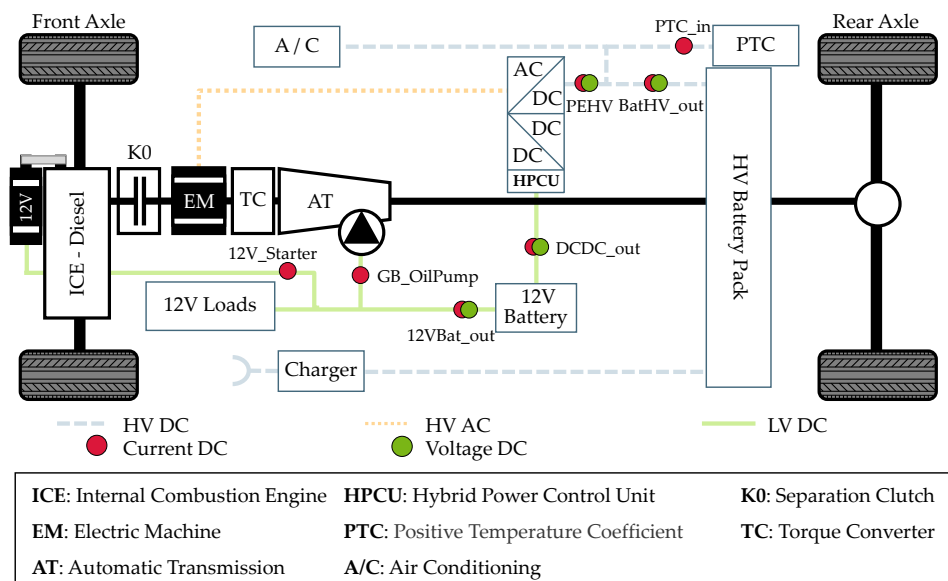 Front Axle
Rear Axle
PTC_in
A / C
PTC
AC
DC
PEHV
BatHV_out
DC
DC
K0
HPCU
12V
ICE - Diesel
EM
TC
AT
HV Battery Pack
12V_Starter
DCDC_out
GB_OilPump
12V Loads
12V
Battery
12VBat_out
Charger
HV DC
HV AC
LV DC
Current DC
Voltage DC
ICE: Internal Combustion Engine
HPCU: Hybrid Power Control Unit
K0: Separation Clutch
EM: Electric Machine
PTC: Positive Temperature Coefficient
TC: Torque Converter
AT: Automatic Transmission
A/C: Air Conditioning